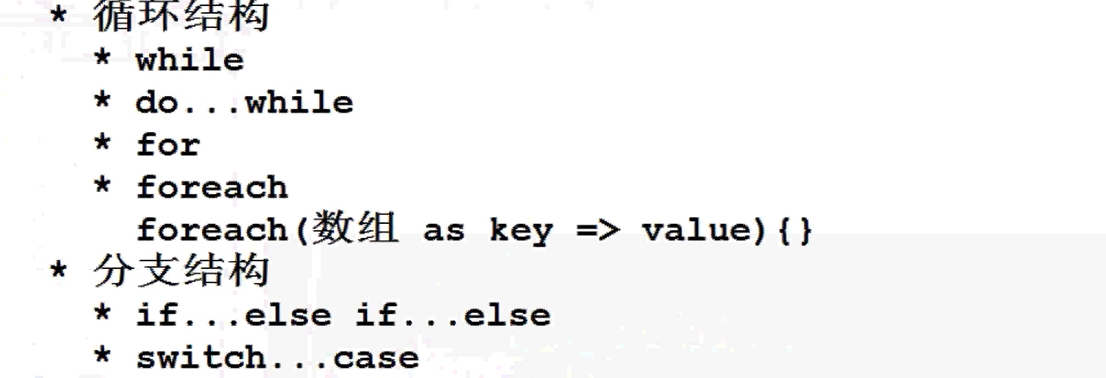 * 循环结构
* while
* do...while
* for
* foreach
foreach(数组 as key => value){}
* 分支结构
* if...else if...else
* switch...case